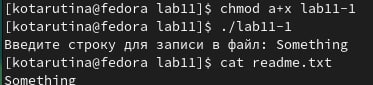 [kotarutina@fedora lab11]$ chmod a+x lab11-1
[kotarutina@fedora lab11]$ ./lab11-1
Введите строку для записи в файл: Something
[kotarutina@fedora lab11]$ cat readme.txt
Something